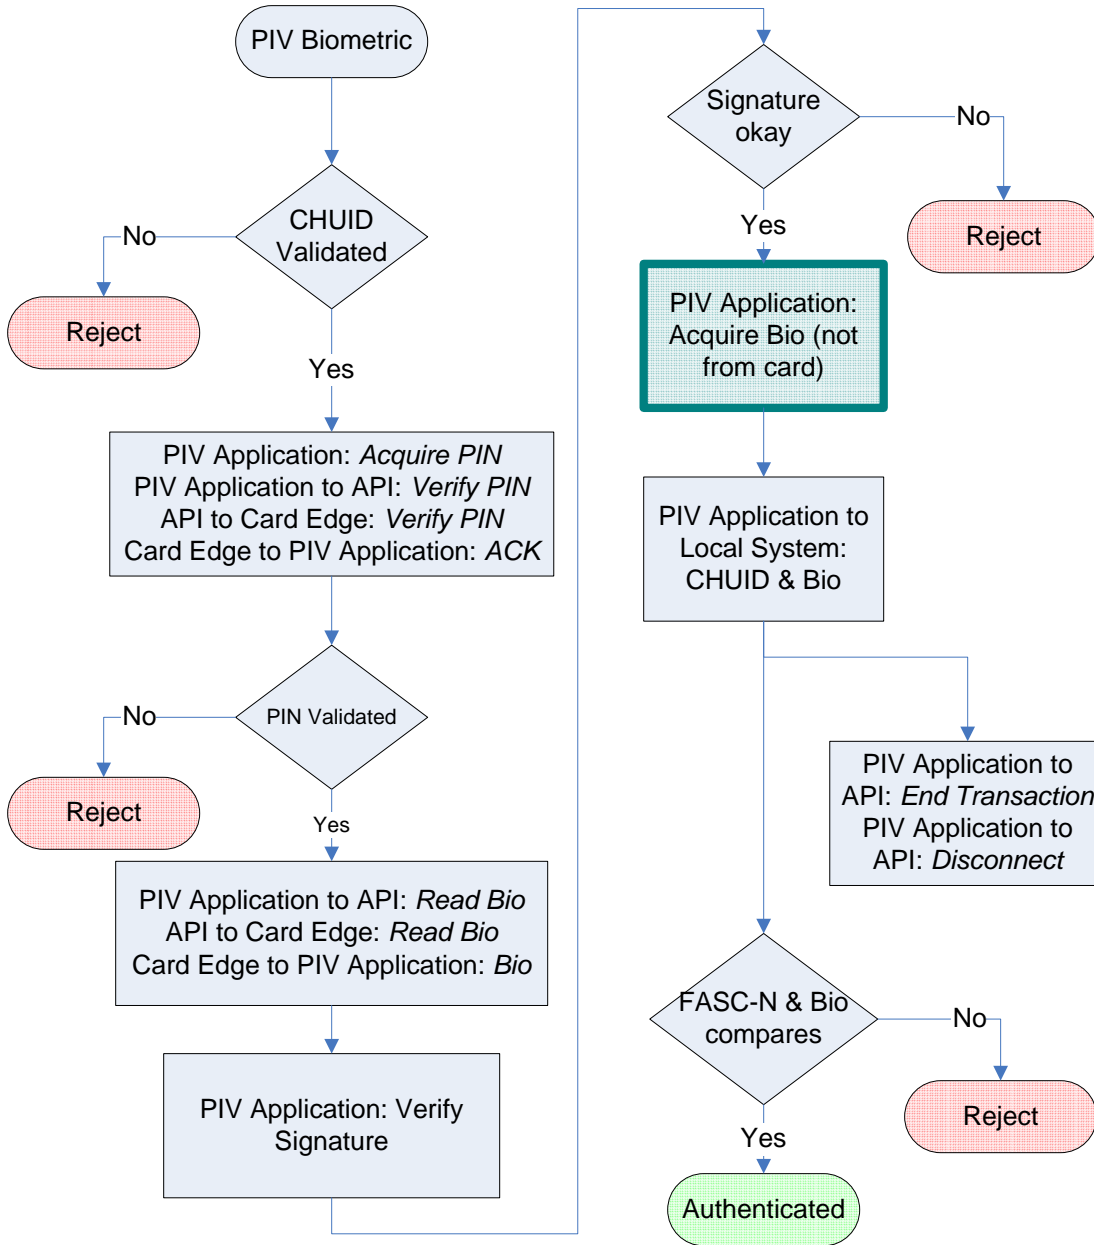 PIV Biometric
CHUID
Validated
No
Reject
Yes
PIV Application: Acquire PIN
PIV Application to API: Verify PIN
API to Card Edge: Verify PIN
Card Edge to PIV Application: ACK
PIN Validated
No
Reject
Yes
PIV Application to API: Read Bio
API to Card Edge: Read Bio
Card Edge to PIV Application: Bio
PIV Application: Verify
Signature
Signature
okay
No
Reject
Yes
PIV Application:
Acquire Bio (not
from card)
PIV Application to
Local System:
CHUID & Bio
PIV Application to
API: End Transaction
PIV Application to
API: Disconnect
FASC-N & Bio
compares
No
Reject
Yes
Authenticated